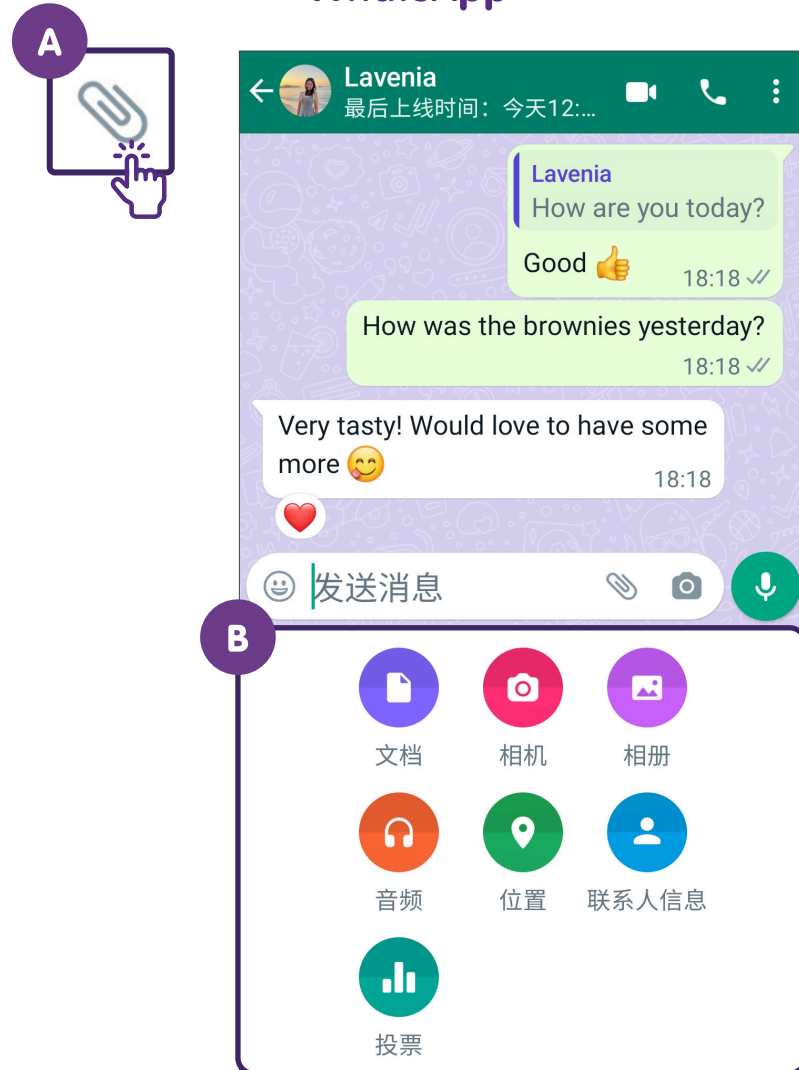 WhatsApp
A
Lavenia
最后上线时间：今天12:...
Lavenia
How are you today?
Good 👍
18:18
How was the brownies yesterday?
18:18
Very tasty! Would love to have some
more 😋
18:18
发送消息
B
文档
相机
相册
音频
位置
联系人信息
投票